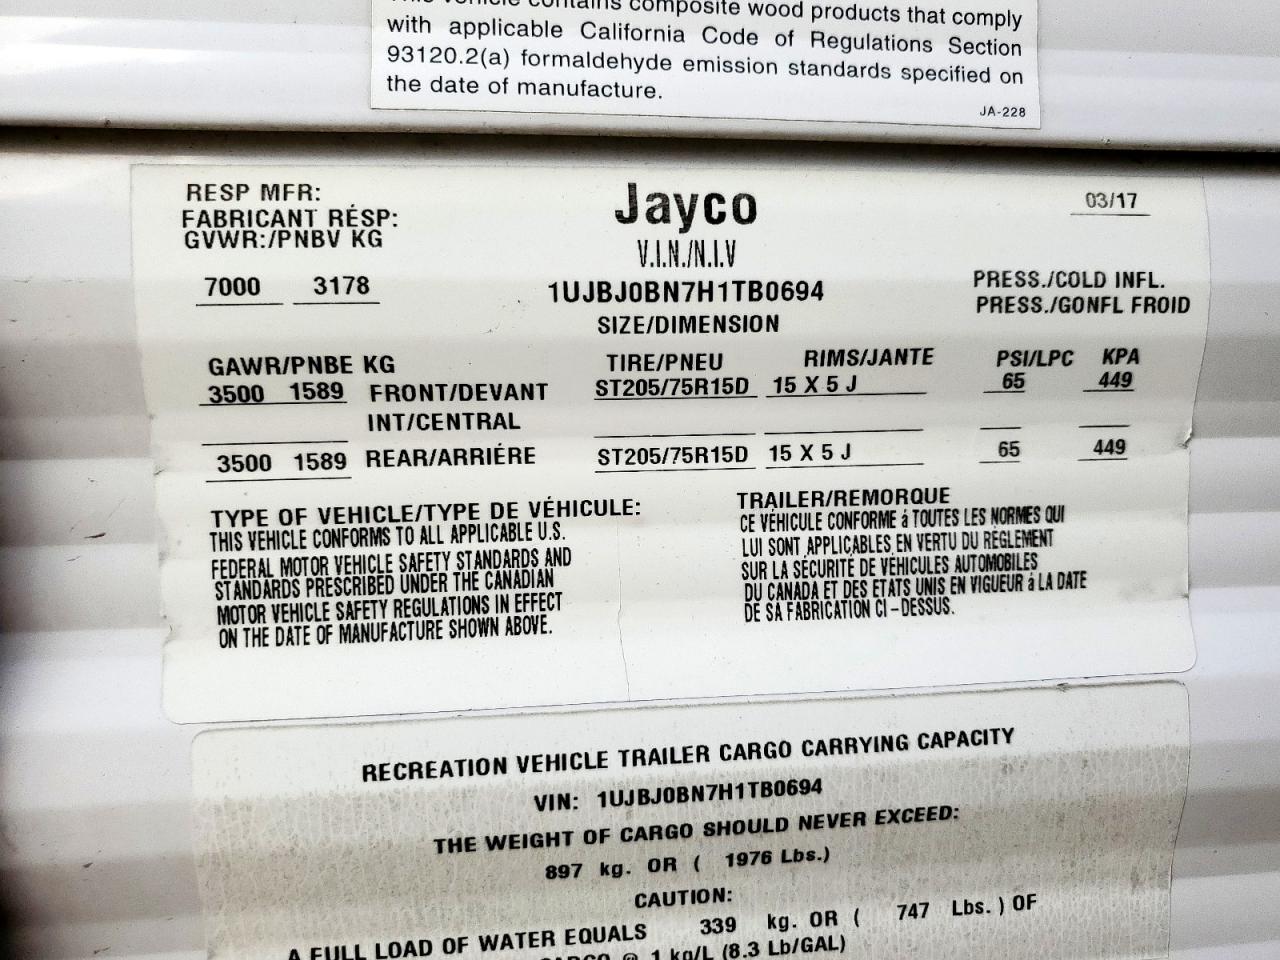 This vehicle contains composite wood products that comply
with applicable California Code of Regulations Section
93120.2(a) formaldehyde emission standards specified on
the date of manufacture.
JA-228
RESP MFR:
FABRICANT RÉSP:
GVWR:/PNBV KG
7000 3178
Jayco
03/17
V.I.N./N.I.V
1UJBJ0BN7H1TB0694
PRESS./COLD INFL.
PRESS./GONFL FROID
SIZE/DIMENSION
GAWR/PNBE KG TIRE/PNEU RIMS/JANTE PSI/LPC KPA
3500 1589 FRONT/DEVANT ST205/75R15D 15 X 5 J 65 449
INT/CENTRAL
3500 1589 REAR/ARRIÉRE ST205/75R15D 15 X 5 J 65 449
TYPE OF VEHICLE/TYPE DE VÉHICULE:
THIS VEHICLE CONFORMS TO ALL APPLICABLE U.S.
FEDERAL MOTOR VEHICLE SAFETY STANDARDS AND
STANDARDS PRESCRIBED UNDER THE CANADIAN
MOTOR VEHICLE SAFETY REGULATIONS IN EFFECT
ON THE DATE OF MANUFACTURE SHOWN ABOVE.
TRAILER/REMORQUE
CE VÉHICULE CONFORME á TOUTES LES NORMES QUI
LUI SONT APPLICABLES EN VERTU DU RÉGLEMENT
SUR LA SÉCURITE DE VÉHICULES AUTOMOBILES
DU CANADA ET DES ETATS UNIS EN VIGUEUR á LA DATE
DE SA FABRICATION CI-DESSUS.
RECREATION VEHICLE TRAILER CARGO CARRYING CAPACITY
VIN: 1UJBJ0BN7H1TB0694
THE WEIGHT OF CARGO SHOULD NEVER EXCEED:
897 kg. OR ( 1976 Lbs.)
CAUTION:
A FULL LOAD OF WATER EQUALS 339 kg. OR ( 747 Lbs. ) OF
CARGO @ 1 kg/L (8.3 Lb/GAL)